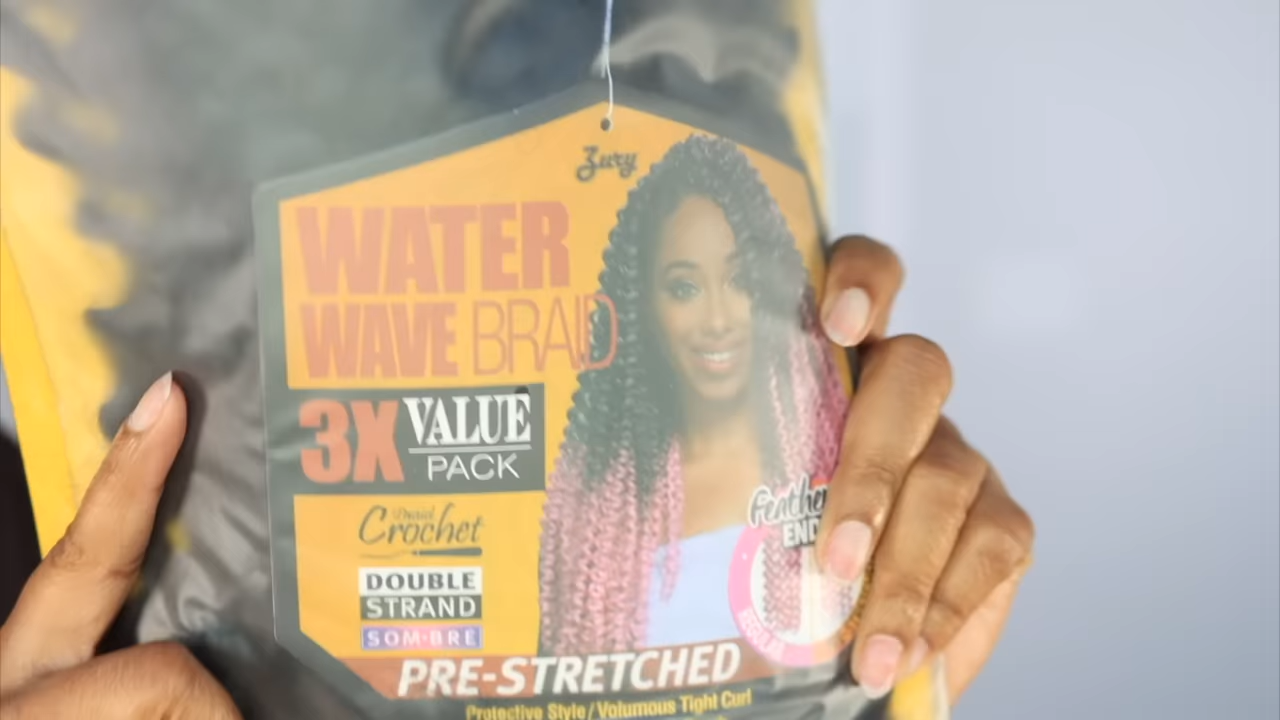 Zury
WATER
WAVE BRAID
3X VALUE
PACK
Crochet
DOUBLE
STRAND
SOM·BRE
Feather
END
REGULAR
PRE-STRETCHED
Protective Style/Volumous Tight Curl